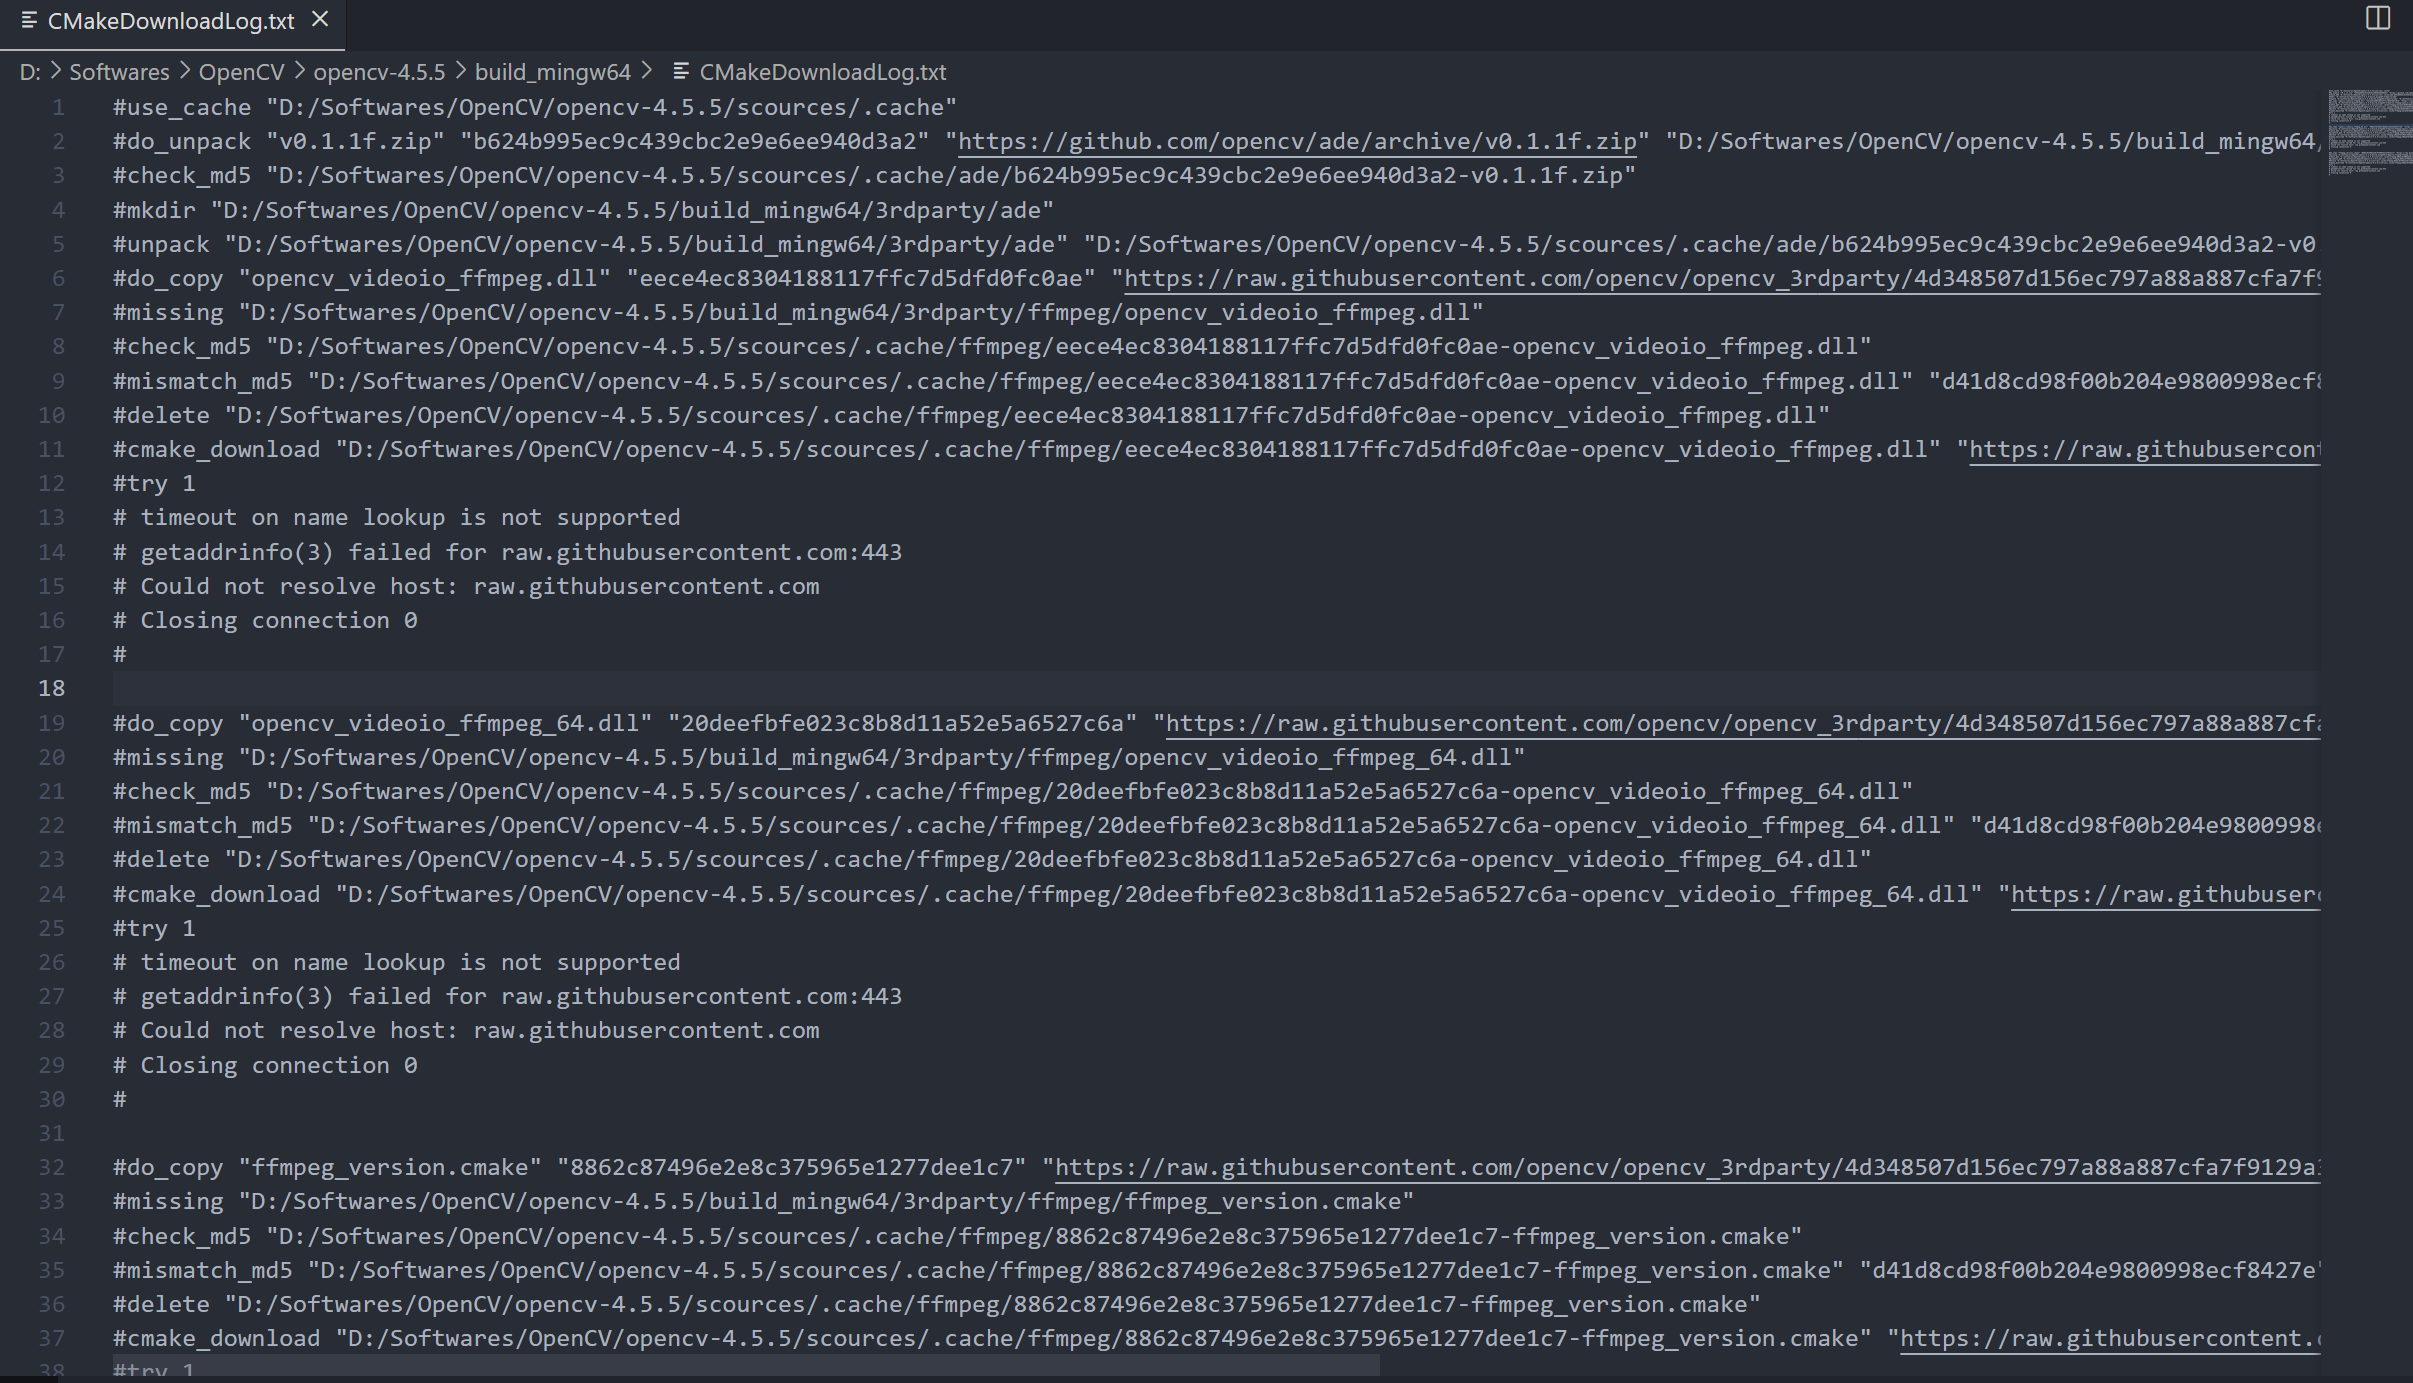 CMakeDownloadLog.txt
D: > Softwares > OpenCV > opencv-4.5.5 > build_mingw64 > CMakeDownloadLog.txt
1 #use_cache "D:/Softwares/OpenCV/opencv-4.5.5/scources/.cache"
2 #do_unpack "v0.1.1f.zip" "b624b995ec9c439cbc2e9e6ee940d3a2" "https://github.com/opencv/ade/archive/v0.1.1f.zip" "D:/Softwares/OpenCV/opencv-4.5.5/build_mingw64/
3 #check_md5 "D:/Softwares/OpenCV/opencv-4.5.5/scources/.cache/ade/b624b995ec9c439cbc2e9e6ee940d3a2-v0.1.1f.zip"
4 #mkdir "D:/Softwares/OpenCV/opencv-4.5.5/build_mingw64/3rdparty/ade"
5 #unpack "D:/Softwares/OpenCV/opencv-4.5.5/build_mingw64/3rdparty/ade" "D:/Softwares/OpenCV/opencv-4.5.5/scources/.cache/ade/b624b995ec9c439cbc2e9e6ee940d3a2-v0
6 #do_copy "opencv_videoio_ffmpeg.dll" "eece4ec8304188117ffc7d5dfd0fc0ae" "https://raw.githubusercontent.com/opencv/opencv_3rdparty/4d348507d156ec797a88a887cfa7f9
7 #missing "D:/Softwares/OpenCV/opencv-4.5.5/build_mingw64/3rdparty/ffmpeg/opencv_videoio_ffmpeg.dll"
8 #check_md5 "D:/Softwares/OpenCV/opencv-4.5.5/scources/.cache/ffmpeg/eece4ec8304188117ffc7d5dfd0fc0ae-opencv_videoio_ffmpeg.dll"
9 #mismatch_md5 "D:/Softwares/OpenCV/opencv-4.5.5/scources/.cache/ffmpeg/eece4ec8304188117ffc7d5dfd0fc0ae-opencv_videoio_ffmpeg.dll" "d41d8cd98f00b204e9800998ecf8
10 #delete "D:/Softwares/OpenCV/opencv-4.5.5/scources/.cache/ffmpeg/eece4ec8304188117ffc7d5dfd0fc0ae-opencv_videoio_ffmpeg.dll"
11 #cmake_download "D:/Softwares/OpenCV/opencv-4.5.5/scources/.cache/ffmpeg/eece4ec8304188117ffc7d5dfd0fc0ae-opencv_videoio_ffmpeg.dll" "https://raw.githubusercont
12 #try 1
13 # timeout on name lookup is not supported
14 # getaddrinfo(3) failed for raw.githubusercontent.com:443
15 # Could not resolve host: raw.githubusercontent.com
16 # Closing connection 0
17 #
18
19 #do_copy "opencv_videoio_ffmpeg_64.dll" "20deefbfe023c8b8d11a52e5a6527c6a" "https://raw.githubusercontent.com/opencv/opencv_3rdparty/4d348507d156ec797a88a887cfa
20 #missing "D:/Softwares/OpenCV/opencv-4.5.5/build_mingw64/3rdparty/ffmpeg/opencv_videoio_ffmpeg_64.dll"
21 #check_md5 "D:/Softwares/OpenCV/opencv-4.5.5/scources/.cache/ffmpeg/20deefbfe023c8b8d11a52e5a6527c6a-opencv_videoio_ffmpeg_64.dll"
22 #mismatch_md5 "D:/Softwares/OpenCV/opencv-4.5.5/scources/.cache/ffmpeg/20deefbfe023c8b8d11a52e5a6527c6a-opencv_videoio_ffmpeg_64.dll" "d41d8cd98f00b204e9800998e
23 #delete "D:/Softwares/OpenCV/opencv-4.5.5/scources/.cache/ffmpeg/20deefbfe023c8b8d11a52e5a6527c6a-opencv_videoio_ffmpeg_64.dll"
24 #cmake_download "D:/Softwares/OpenCV/opencv-4.5.5/scources/.cache/ffmpeg/20deefbfe023c8b8d11a52e5a6527c6a-opencv_videoio_ffmpeg_64.dll" "https://raw.githubuserc
25 #try 1
26 # timeout on name lookup is not supported
27 # getaddrinfo(3) failed for raw.githubusercontent.com:443
28 # Could not resolve host: raw.githubusercontent.com
29 # Closing connection 0
30 #
31
32 #do_copy "ffmpeg_version.cmake" "8862c87496e2e8c375965e1277dee1c7" "https://raw.githubusercontent.com/opencv/opencv_3rdparty/4d348507d156ec797a88a887cfa7f9129a3
33 #missing "D:/Softwares/OpenCV/opencv-4.5.5/build_mingw64/3rdparty/ffmpeg/ffmpeg_version.cmake"
34 #check_md5 "D:/Softwares/OpenCV/opencv-4.5.5/scources/.cache/ffmpeg/8862c87496e2e8c375965e1277dee1c7-ffmpeg_version.cmake"
35 #mismatch_md5 "D:/Softwares/OpenCV/opencv-4.5.5/scources/.cache/ffmpeg/8862c87496e2e8c375965e1277dee1c7-ffmpeg_version.cmake" "d41d8cd98f00b204e9800998ecf8427e"
36 #delete "D:/Softwares/OpenCV/opencv-4.5.5/scources/.cache/ffmpeg/8862c87496e2e8c375965e1277dee1c7-ffmpeg_version.cmake"
37 #cmake_download "D:/Softwares/OpenCV/opencv-4.5.5/scources/.cache/ffmpeg/8862c87496e2e8c375965e1277dee1c7-ffmpeg_version.cmake" "https://raw.githubusercontent.c
38 #try 1